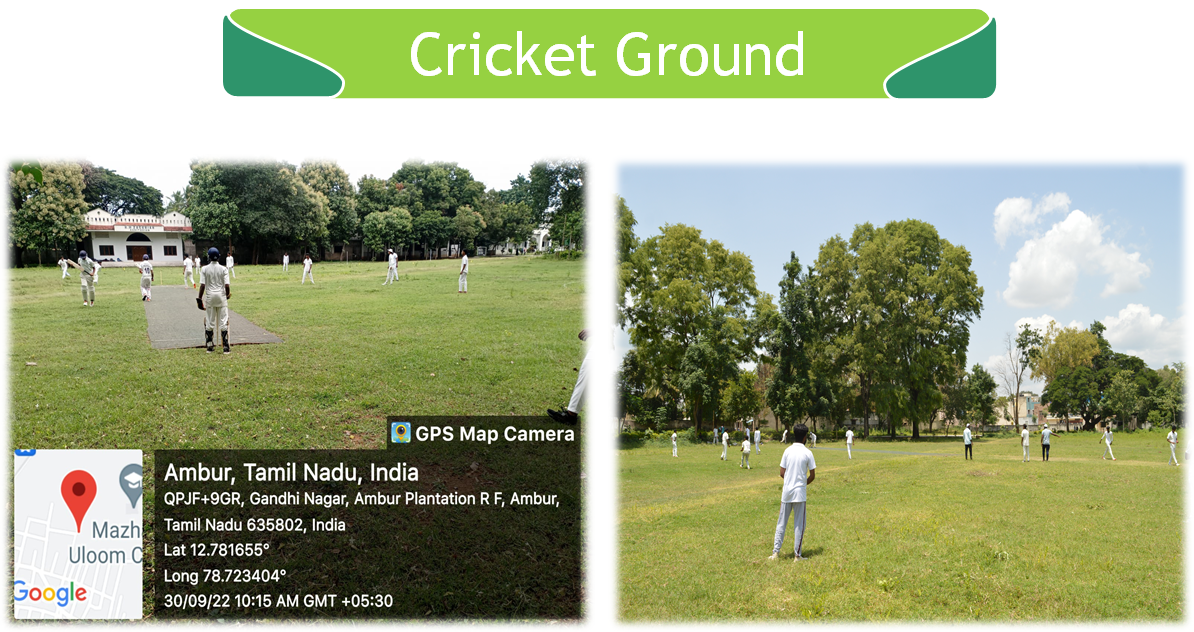 Cricket Ground
GPS Map Camera
Ambur, Tamil Nadu, India
QPJF+9GR, Gandhi Nagar, Ambur Plantation R F, Ambur,
Tamil Nadu 635802, India
Lat 12.781655°
Long 78.723404°
30/09/22 10:15 AM GMT +05:30
Mazh
Uloom C
Google